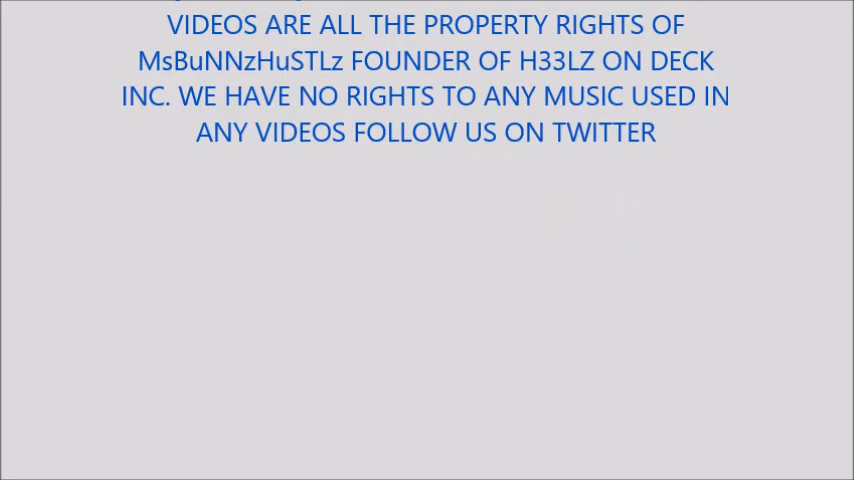 VIDEOS ARE ALL THE PROPERTY RIGHTS OF
MsBuNNzHuSTLz FOUNDER OF H33LZ ON DECK
INC. WE HAVE NO RIGHTS TO ANY MUSIC USED IN
ANY VIDEOS FOLLOW US ON TWITTER